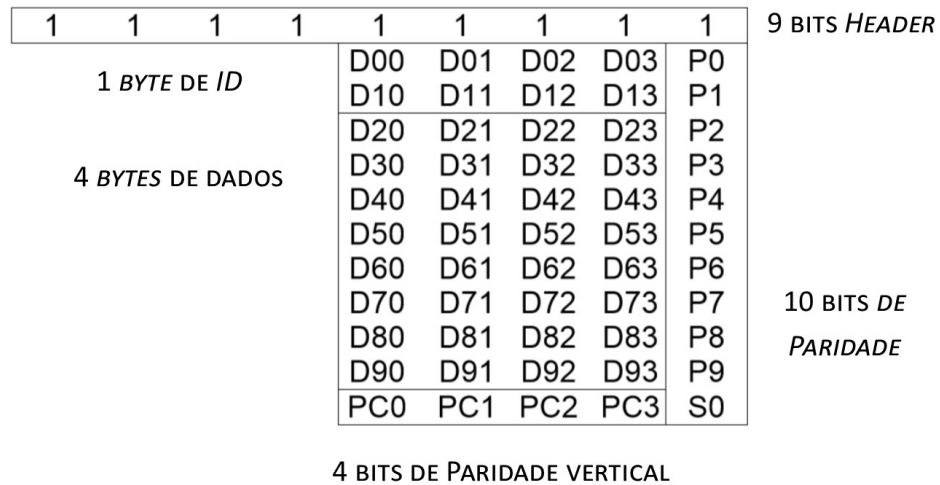 1 1 1 1 1 1 1 1 1 9 BITS HEADER
D00 D01 D02 D03 P0
1 BYTE DE ID
D10 D11 D12 D13 P1
D20 D21 D22 D23 P2
D30 D31 D32 D33 P3
4 BYTES DE DADOS
D40 D41 D42 D43 P4
D50 D51 D52 D53 P5
D60 D61 D62 D63 P6
D70 D71 D72 D73 P7
10 BITS DE
D80 D81 D82 D83 P8
PARIDADE
D90 D91 D92 D93 P9
PC0 PC1 PC2 PC3 S0
4 BITS DE PARIDADE VERTICAL